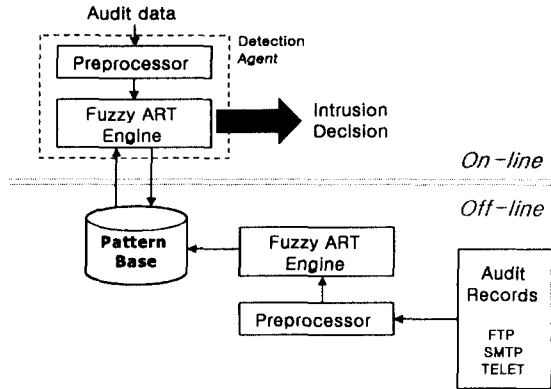 Audit data
Detection
Agent
Preprocessor
Fuzzy ART
Engine
Intrusion
Decision
On-line
Off-line
Pattern
Base
Fuzzy ART
Engine
Preprocessor
Audit
Records
FTP
SMTP
TELET